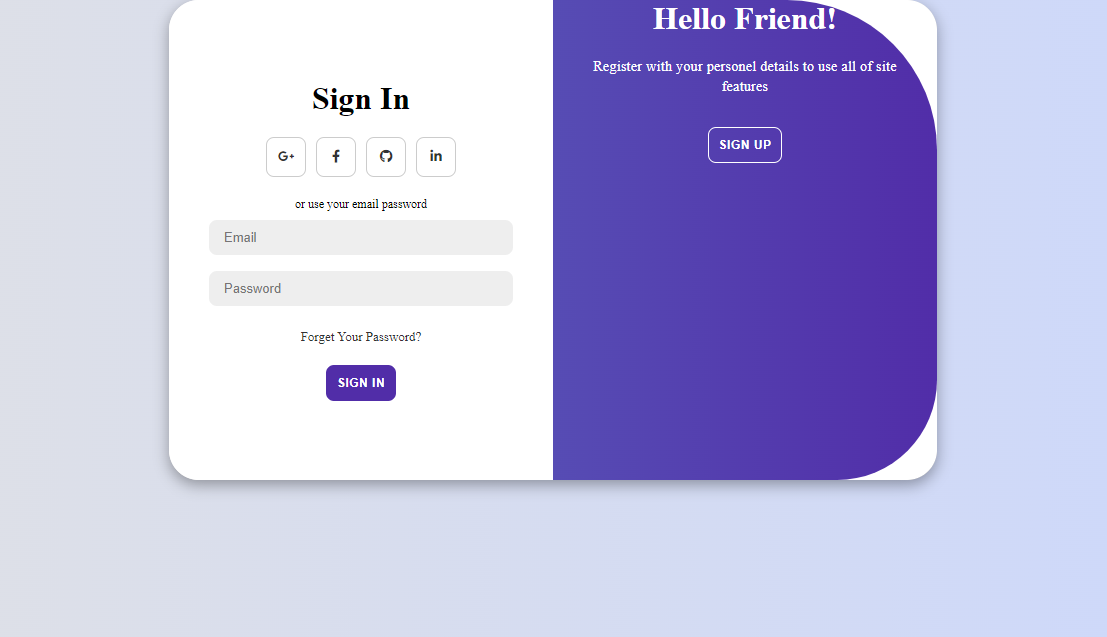 Sign In
G+
f
in
or use your email password
Email
Password
Forget Your Password?
SIGN IN
Hello Friend!
Register with your personel details to use all of site
features
SIGN UP